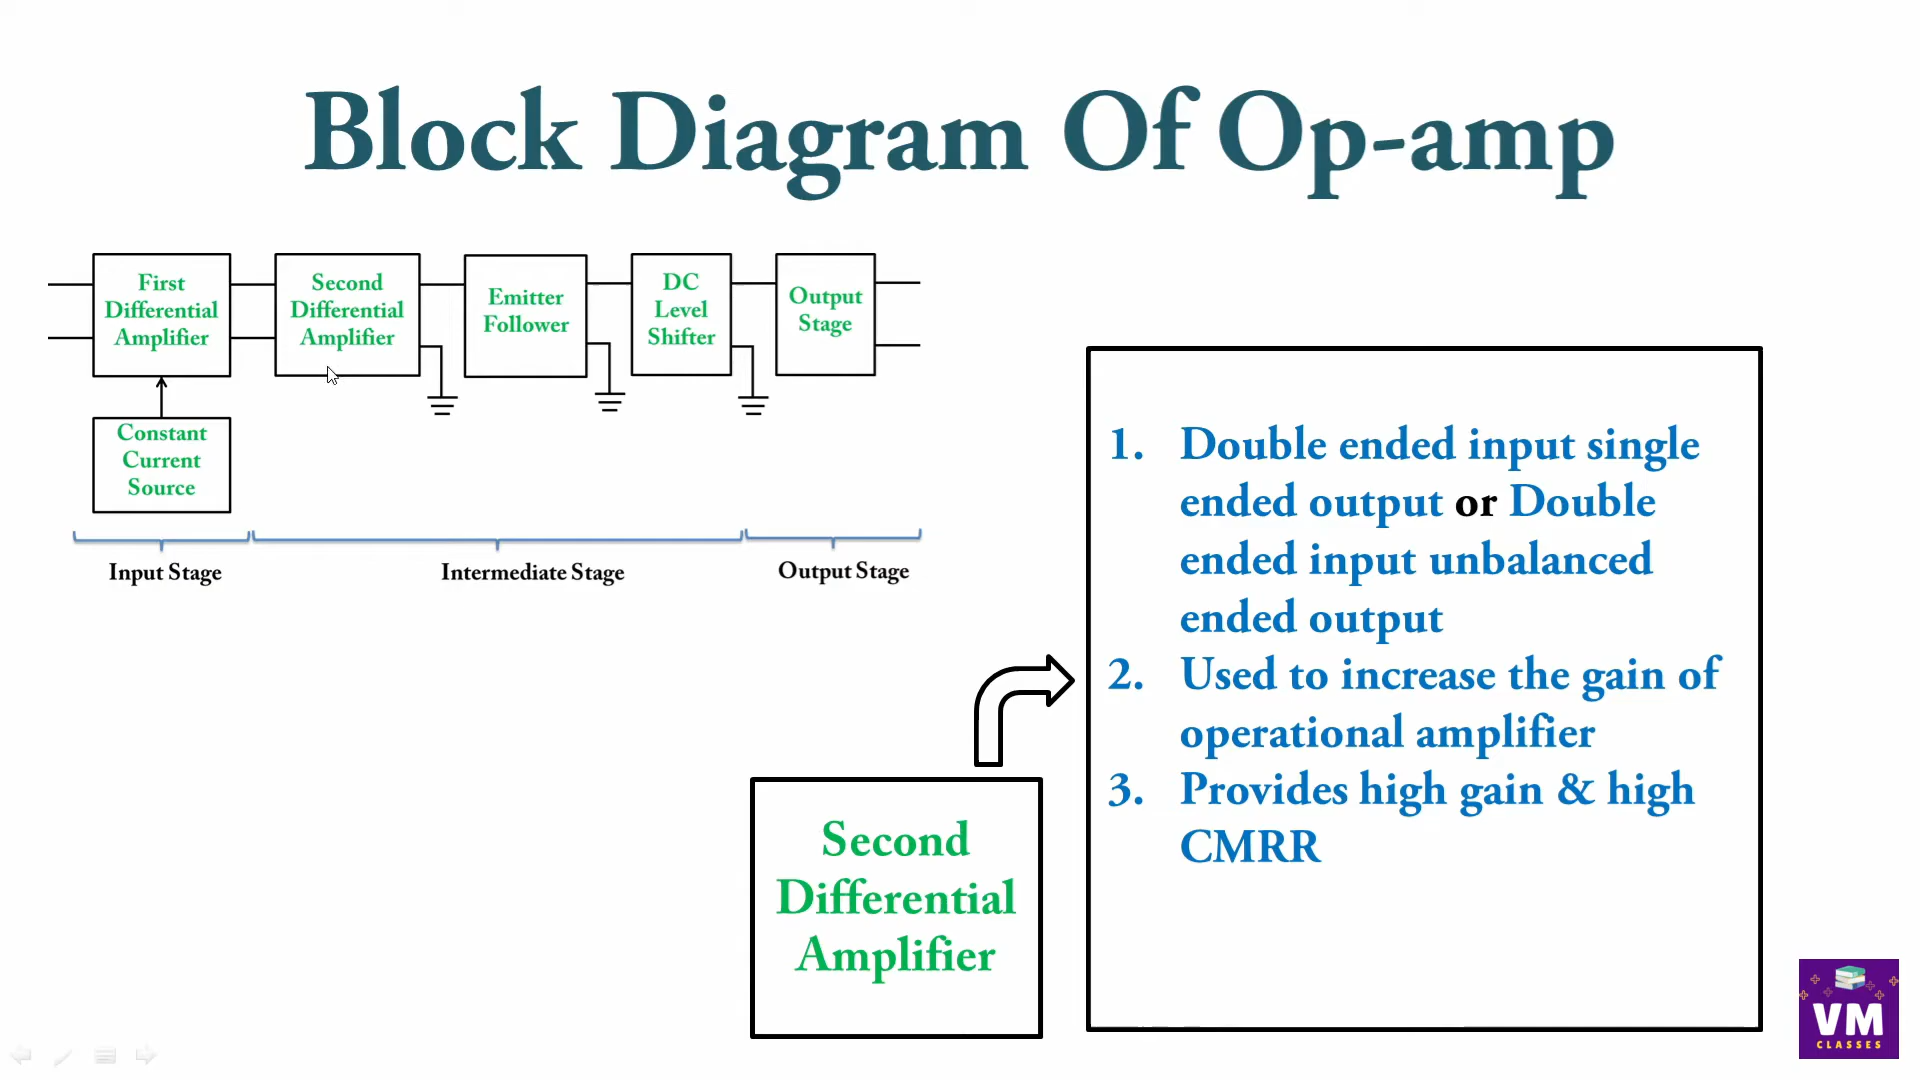 Block Diagram Of Op-amp
First
Differential
Amplifier
Second
Differential
Amplifier
Emitter
Follower
DC
Level
Shifter
Output
Stage
Constant
Current
Source
Input Stage
Intermediate Stage
Output Stage
1. Double ended input single
ended output or Double
ended input unbalanced
ended output
2. Used to increase the gain of
operational amplifier
3. Provides high gain & high
CMRR
Second
Differential
Amplifier
VM
CLASSES